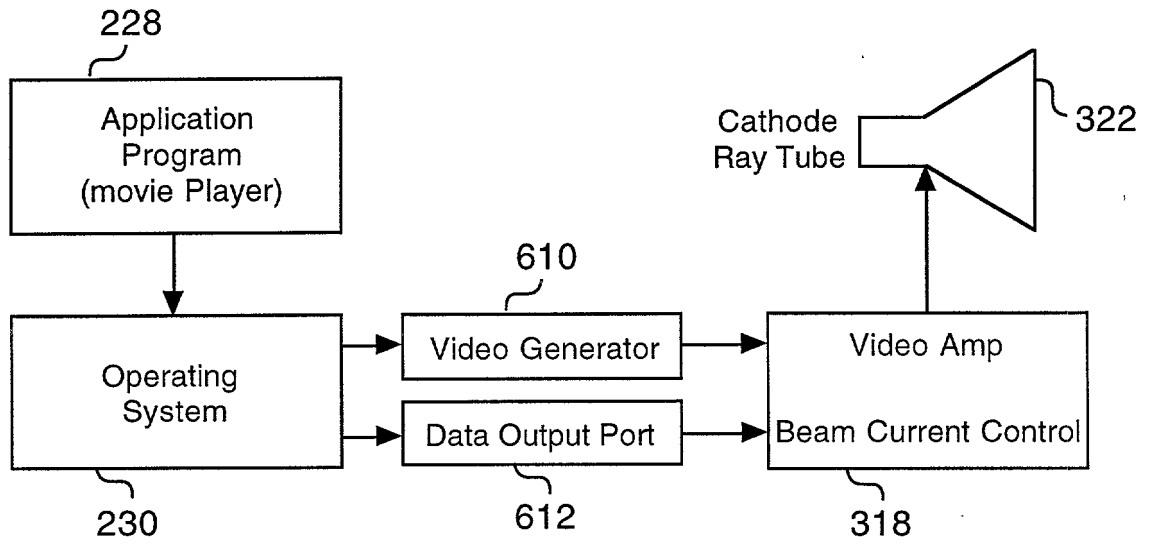 228
Application
Program
(movie Player)
Cathode
Ray Tube
322
610
Operating
System
Video Generator
Data Output Port
Video Amp
Beam Current Control
230
612
318